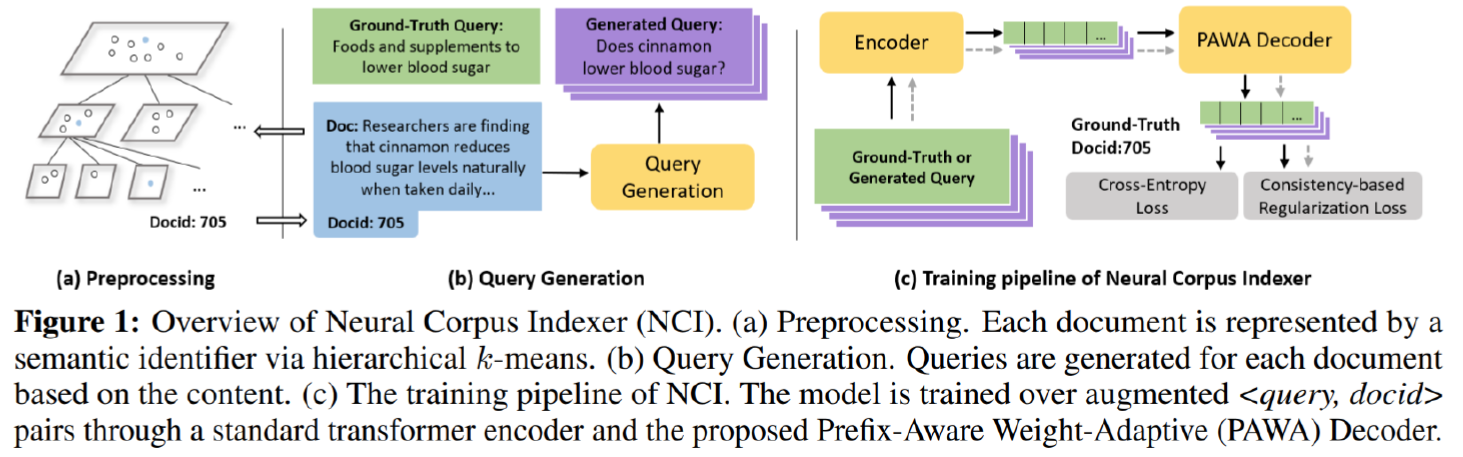 Ground-Truth Query:
Foods and supplements to
lower blood sugar
Generated Query:
Does cinnamon
lower blood sugar?
...
Doc: Researchers are finding
that cinnamon reduces
blood sugar levels naturally
when taken daily...
Docid: 705
Query
Generation
...
Docid: 705
Encoder
...
PAWA Decoder
Ground-Truth or
Generated Query
Ground-Truth
Docid:705
...
Cross-Entropy
Loss
Consistency-based
Regularization Loss
(a) Preprocessing
(b) Query Generation
(c) Training pipeline of Neural Corpus Indexer
Figure 1: Overview of Neural Corpus Indexer (NCI). (a) Preprocessing. Each document is represented by a
semantic identifier via hierarchical k-means. (b) Query Generation. Queries are generated for each document
based on the content. (c) The training pipeline of NCI. The model is trained over augmented <query, docid>
pairs through a standard transformer encoder and the proposed Prefix-Aware Weight-Adaptive (PAWA) Decoder.